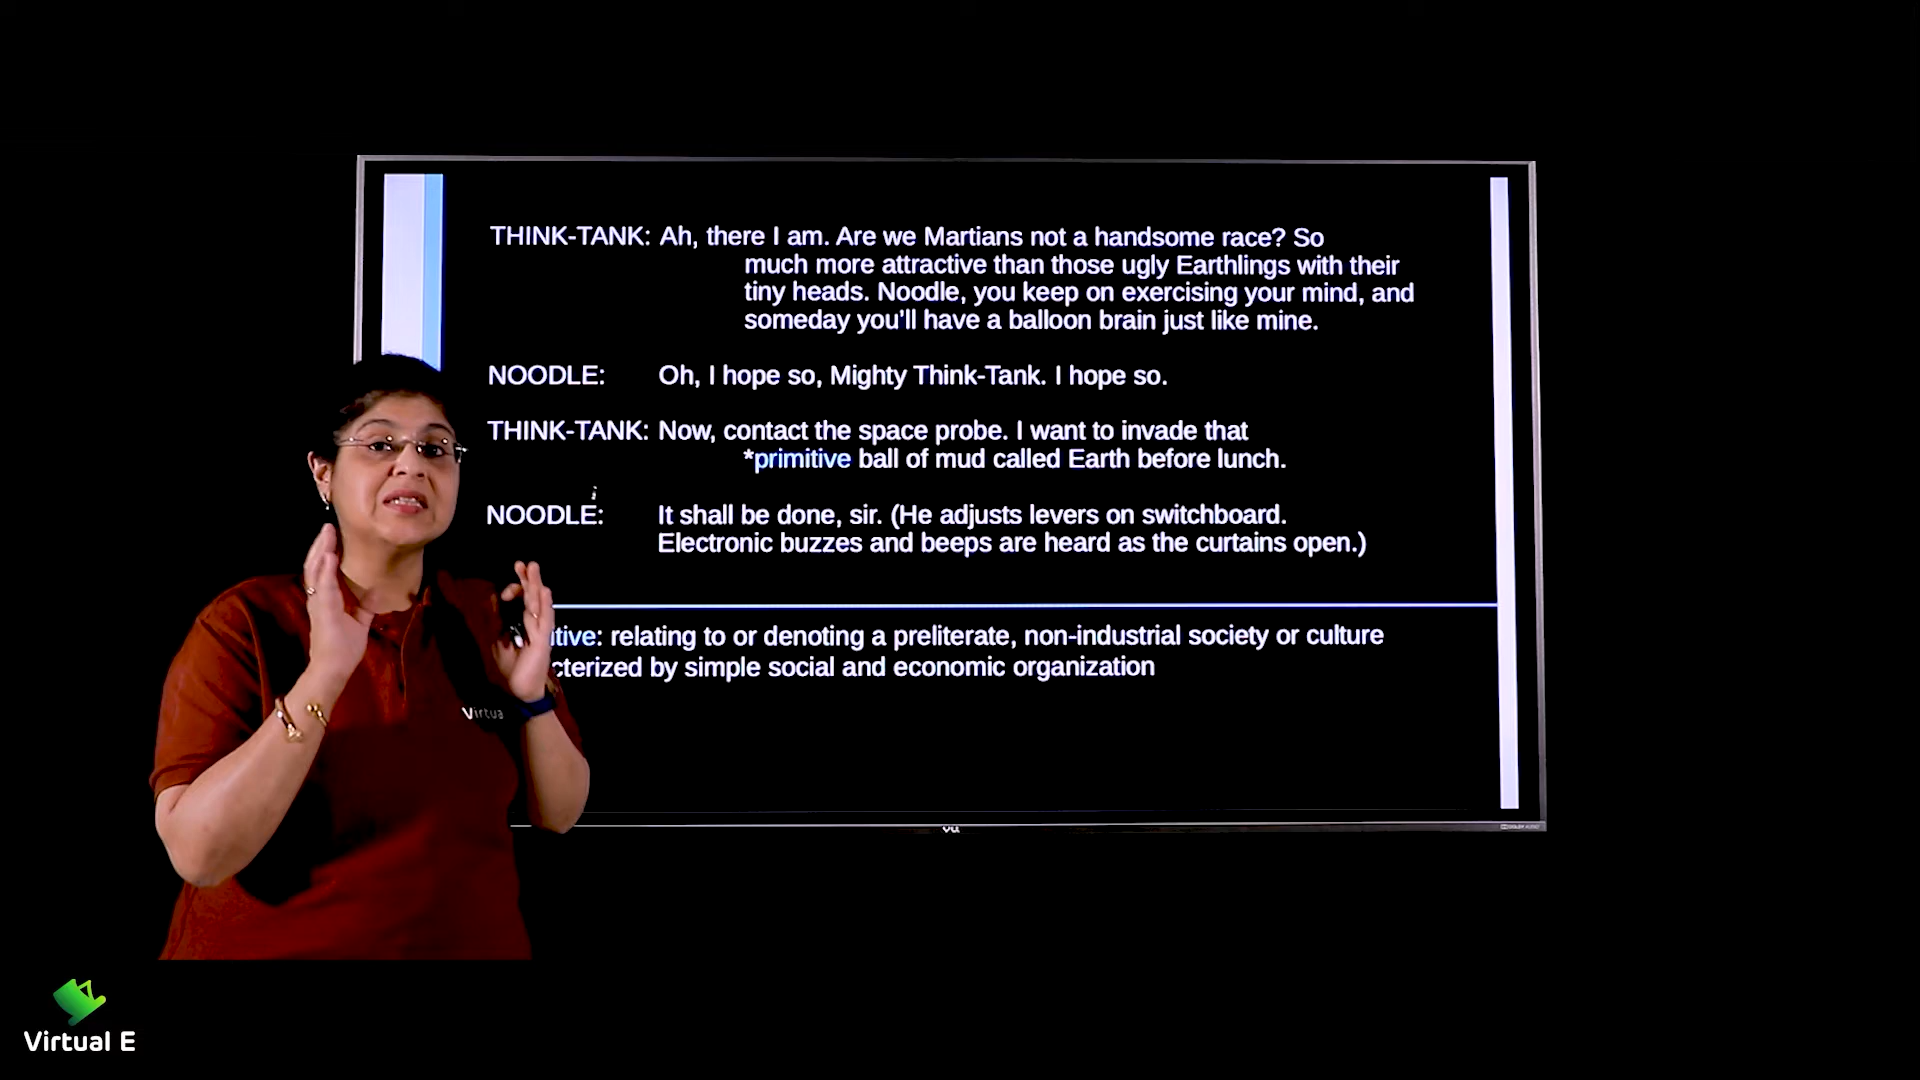 THINK-TANK: Ah, there I am. Are we Martians not a handsome race? So
much more attractive than those ugly Earthlings with their
tiny heads. Noodle, you keep on exercising your mind, and
someday you'll have a balloon brain just like mine.
NOODLE: Oh, I hope so, Mighty Think-Tank. I hope so.
THINK-TANK: Now, contact the space probe. I want to invade that
*primitive ball of mud called Earth before lunch.
NOODLE: It shall be done, sir. (He adjusts levers on switchboard.
Electronic buzzes and beeps are heard as the curtains open.)
itive: relating to or denoting a preliterate, non-industrial society or culture
cterized by simple social and economic organization
Virtua
Virtual E